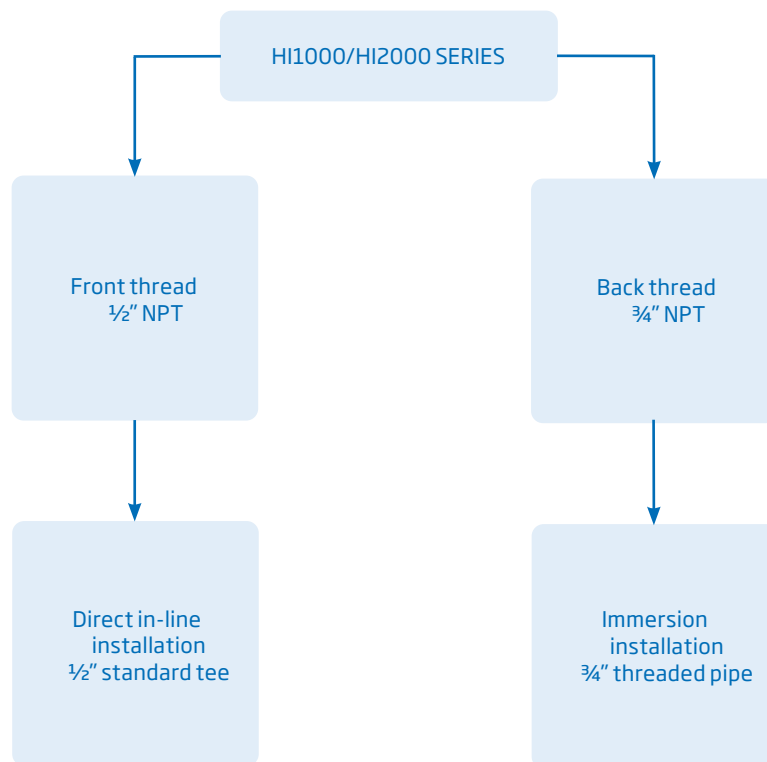 HI1000/HI2000 SERIES
Front thread
½" NPT
Back thread
¾" NPT
Direct in-line
installation
½" standard tee
Immersion
installation
¾" threaded pipe